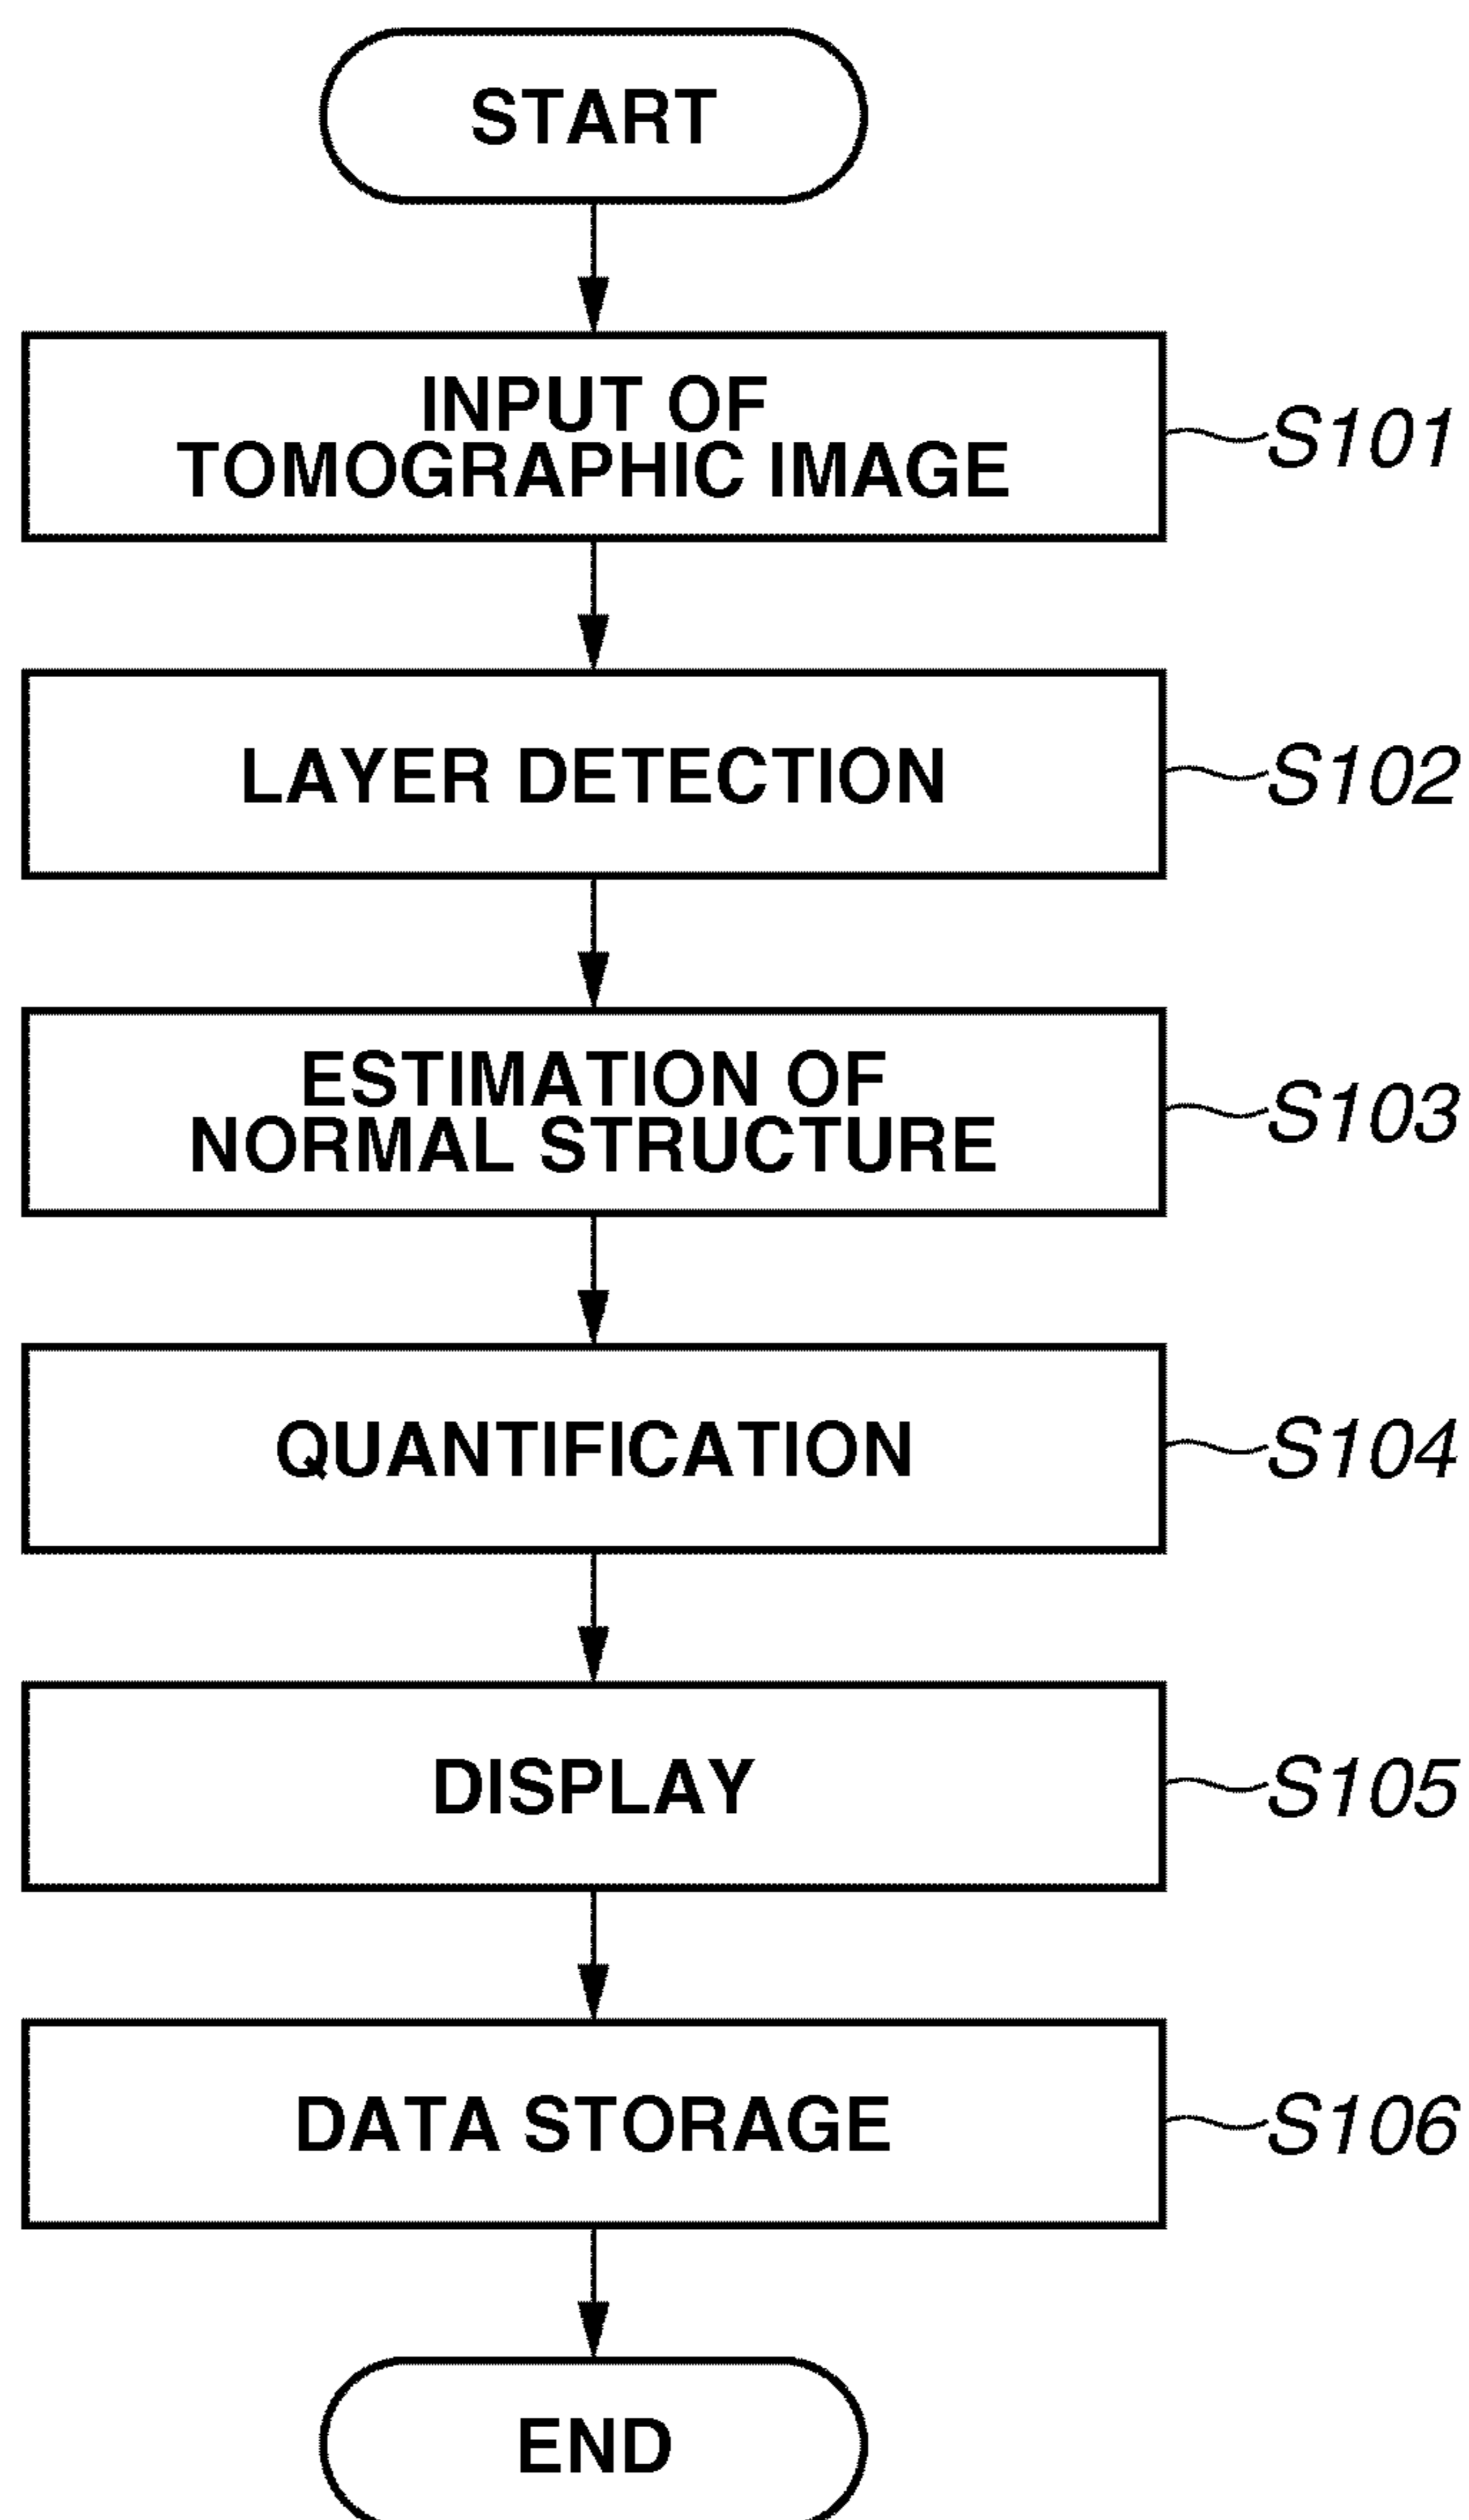 START
INPUT OF
TOMOGRAPHIC IMAGE
S101
LAYER DETECTION
S102
ESTIMATION OF
NORMAL STRUCTURE
S103
QUANTIFICATION
S104
DISPLAY
S105
DATA STORAGE
S106
END